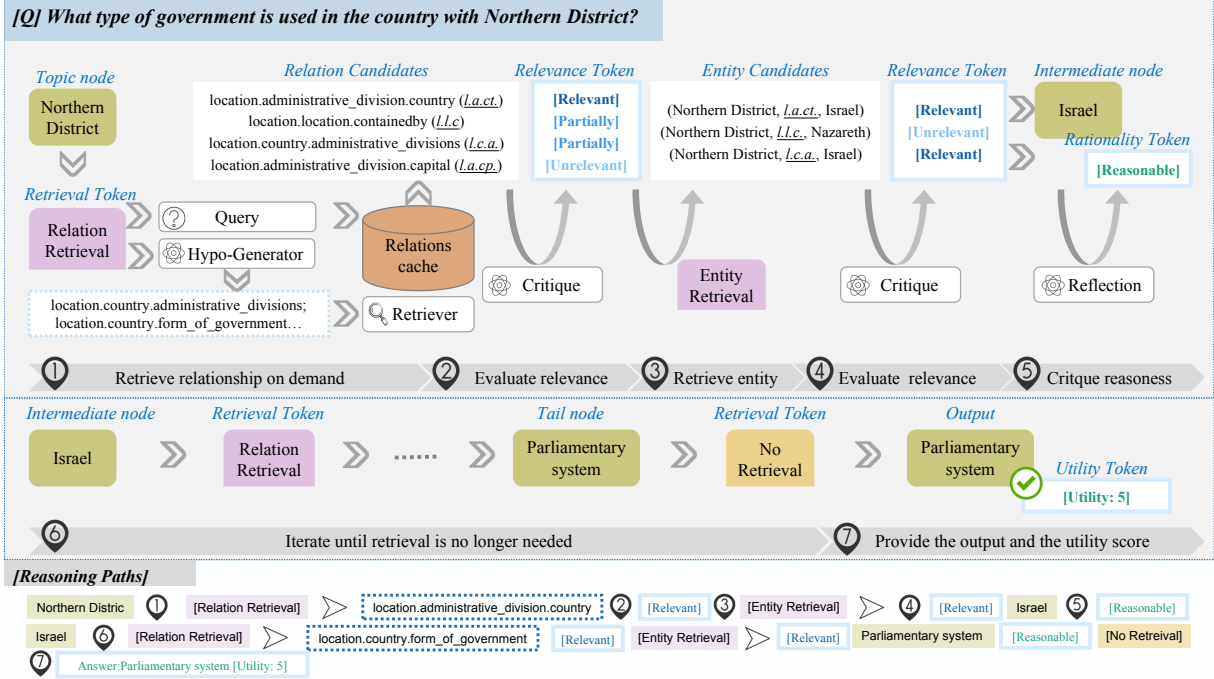 [Q] What type of government is used in the country with Northern District?
Topic node
Northern
District
Relation Candidates
location.administrative_division.country (l.a.ct.)
location.location.containedby (l.l.c)
location.country.administrative_divisions (l.c.a.)
location.administrative_division.capital (l.a.cp.)
Relevance Token
[Relevant]
[Partially]
[Partially]
[Unrelevant]
Entity Candidates
(Northern District, l.a.ct., Israel)
(Northern District, l.l.c., Nazareth)
(Northern District, l.c.a., Israel)
Relevance Token
[Relevant]
[Unrelevant]
[Relevant]
Intermediate node
Israel
Rationality Token
[Reasonable]
Retrieval Token
Relation
Retrieval
Query
Hypo-Generator
location.country.administrative_divisions;
location.country.form_of_government…
Relations
cache
Retriever
Critique
Entity
Retrieval
Critique
Reflection
1 Retrieve relationship on demand
2 Evaluate relevance
3 Retrieve entity
4 Evaluate relevance
5 Critque reasoness
Intermediate node
Israel
Retrieval Token
Relation
Retrieval
......
Tail node
Parliamentary
system
Retrieval Token
No
Retrieval
Output
Parliamentary
system
Utility Token
[Utility: 5]
6 Iterate until retrieval is no longer needed
7 Provide the output and the utility score
[Reasoning Paths]
Northern Distric 1 [Relation Retrieval] location.administrative_division.country 2 [Relevant] 3 [Entity Retrieval] 4 [Relevant] Israel 5 [Reasonable]
Israel 6 [Relation Retrieval] location.country.form_of_government [Relevant] [Entity Retrieval] [Relevant] Parliamentary system [Reasonable] [No Retreival]
7 Answer:Parliamentary system [Utility: 5]